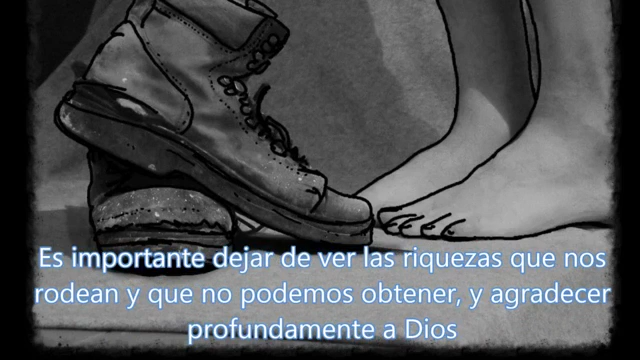 Es importante dejar de ver las riquezas que nos
rodean y que no podemos obtener, y agradecer
profundamente a Dios